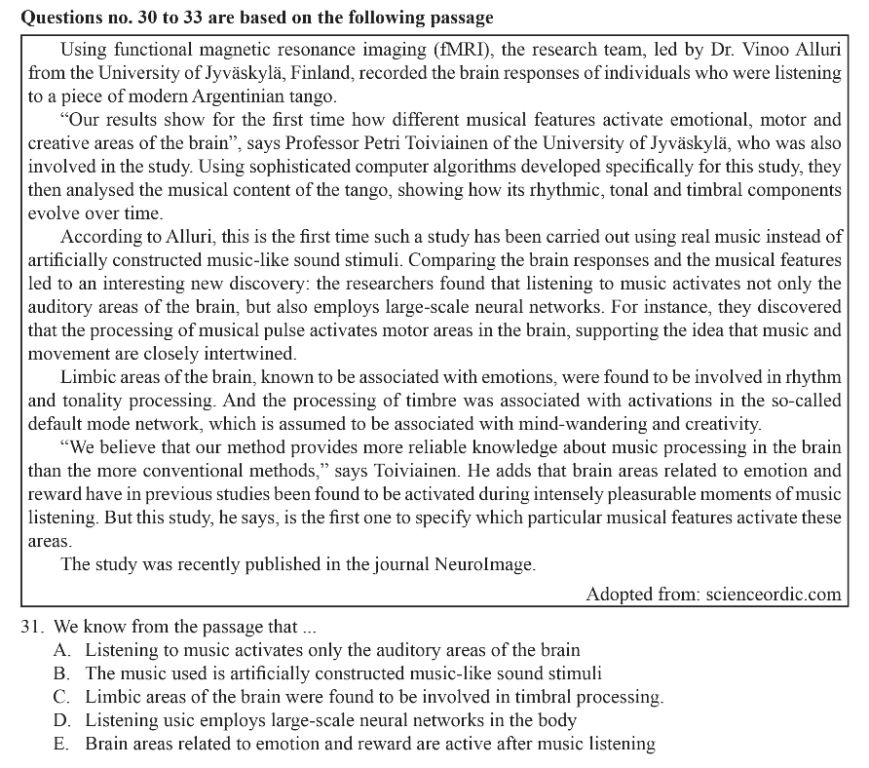 Questions no. 30 to 33 are based on the following passage
Using functional magnetic resonance imaging (fMRI), the research team, led by Dr. Vinoo Alluri
from the University of Jyväskylä, Finland, recorded the brain responses of individuals who were listening
to a piece of modern Argentinian tango.
“Our results show for the first time how different musical features activate emotional, motor and
creative areas of the brain”, says Professor Petri Toiviainen of the University of Jyväskylä, who was also
involved in the study. Using sophisticated computer algorithms developed specifically for this study, they
then analysed the musical content of the tango, showing how its rhythmic, tonal and timbral components
evolve over time.
According to Alluri, this is the first time such a study has been carried out using real music instead of
artificially constructed music-like sound stimuli. Comparing the brain responses and the musical features
led to an interesting new discovery: the researchers found that listening to music activates not only the
auditory areas of the brain, but also employs large-scale neural networks. For instance, they discovered
that the processing of musical pulse activates motor areas in the brain, supporting the idea that music and
movement are closely intertwined.
Limbic areas of the brain, known to be associated with emotions, were found to be involved in rhythm
and tonality processing. And the processing of timbre was associated with activations in the so-called
default mode network, which is assumed to be associated with mind-wandering and creativity.
“We believe that our method provides more reliable knowledge about music processing in the brain
than the more conventional methods,” says Toiviainen. He adds that brain areas related to emotion and
reward have in previous studies been found to be activated during intensely pleasurable moments of music
listening. But this study, he says, is the first one to specify which particular musical features activate these
areas.
The study was recently published in the journal NeuroImage.
Adopted from: scienceordic.com
31. We know from the passage that ...
A. Listening to music activates only the auditory areas of the brain
B. The music used is artificially constructed music-like sound stimuli
C. Limbic areas of the brain were found to be involved in timbral processing.
D. Listening usic employs large-scale neural networks in the body
E. Brain areas related to emotion and reward are active after music listening